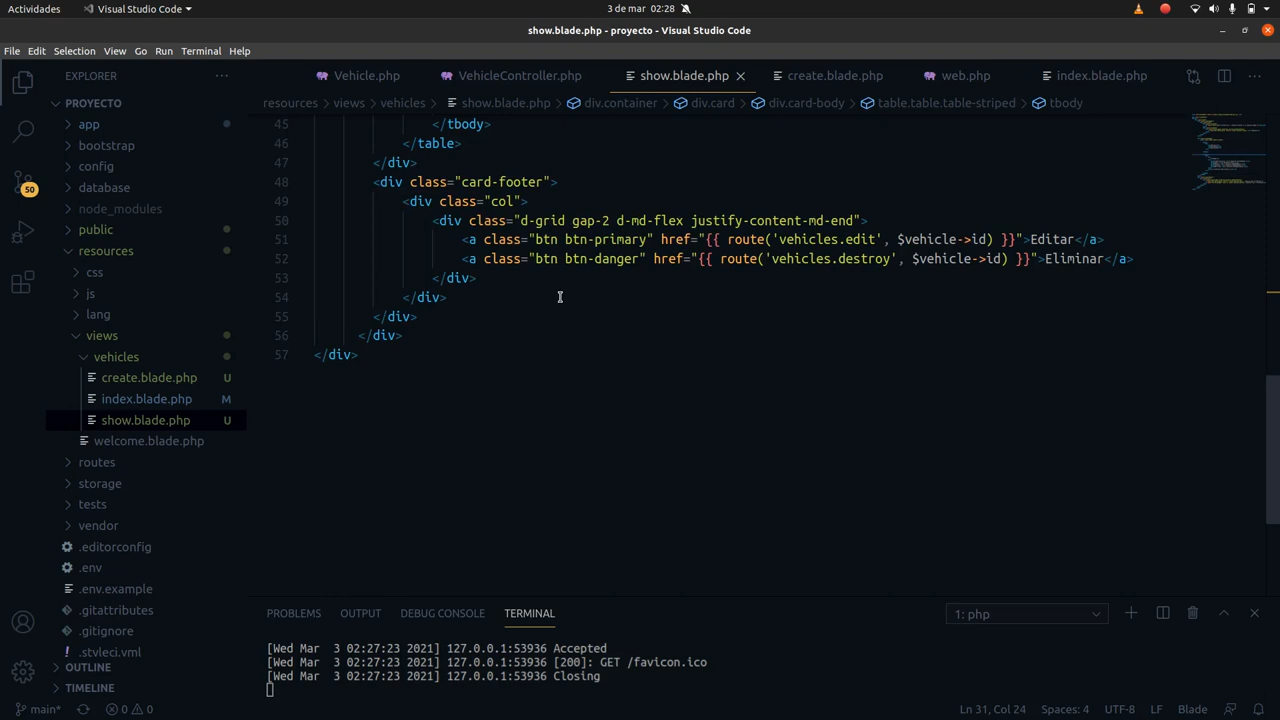 Actividades
Visual Studio Code
3 de mar 02:28
show.blade.php - proyecto - Visual Studio Code
File Edit Selection View Go Run Terminal Help
EXPLORER
Vehicle.php
VehicleController.php
show.blade.php
create.blade.php
web.php
index.blade.php
resources
views
vehicles
show.blade.php
div.container
div.card
div.card-body
table.table.table-striped
tbody
PROYECTO
app
bootstrap
config
database
node_modules
public
resources
css
js
lang
views
vehicles
create.blade.php U
index.blade.php M
show.blade.php U
welcome.blade.php
routes
storage
tests
vendor
.editorconfig
.env
.env.example
.gitattributes
.gitignore
.styleci.yml
OUTLINE
TIMELINE
50
45 </tbody>
46 </table>
47 </div>
48 <div class="card-footer">
49 <div class="col">
50 <div class="d-grid gap-2 d-md-flex justify-content-md-end">
51 <a class="btn btn-primary" href="{{ route('vehicles.edit', $vehicle->id) }}">Editar</a>
52 <a class="btn btn-danger" href="{{ route('vehicles.destroy', $vehicle->id) }}">Eliminar</a>
53 </div>
54 </div>
55 </div>
56 </div>
57 </div>
PROBLEMS OUTPUT DEBUG CONSOLE TERMINAL
1: php
[Wed Mar  3 02:27:23 2021] 127.0.0.1:53936 Accepted
[Wed Mar  3 02:27:23 2021] 127.0.0.1:53936 [200]: GET /favicon.ico
[Wed Mar  3 02:27:23 2021] 127.0.0.1:53936 Closing
main* 0 0
Ln 31, Col 24 Spaces: 4 UTF-8 LF Blade